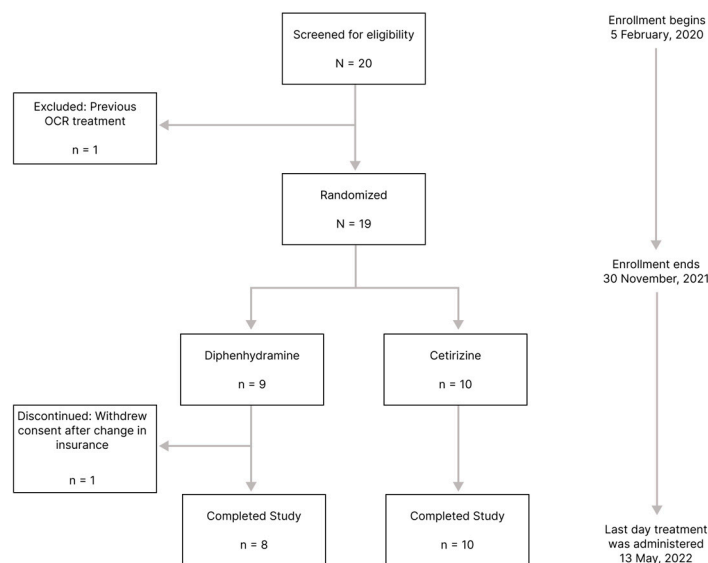 Screened for eligibility
N = 20
Enrollment begins
5 February, 2020
Excluded: Previous
OCR treatment
n = 1
Randomized
N = 19
Enrollment ends
30 November, 2021
Diphenhydramine
n = 9
Cetirizine
n = 10
Discontinued: Withdrew
consent after change in
insurance
n = 1
Completed Study
n = 8
Completed Study
n = 10
Last day treatment
was administered
13 May, 2022